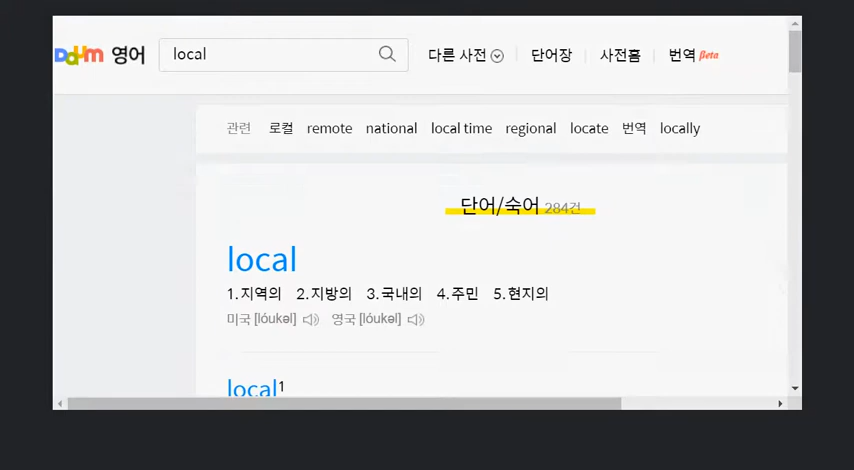 Daum 영어 local 다른 사전 단어장 사전홈 번역 Beta
관련 로컬 remote national local time regional locate 번역 locally
단어/숙어 284건
local
1.지역의 2.지방의 3.국내의 4.주민 5.현지의
미국 [lóukəl] 영국 [lóukəl]
local1